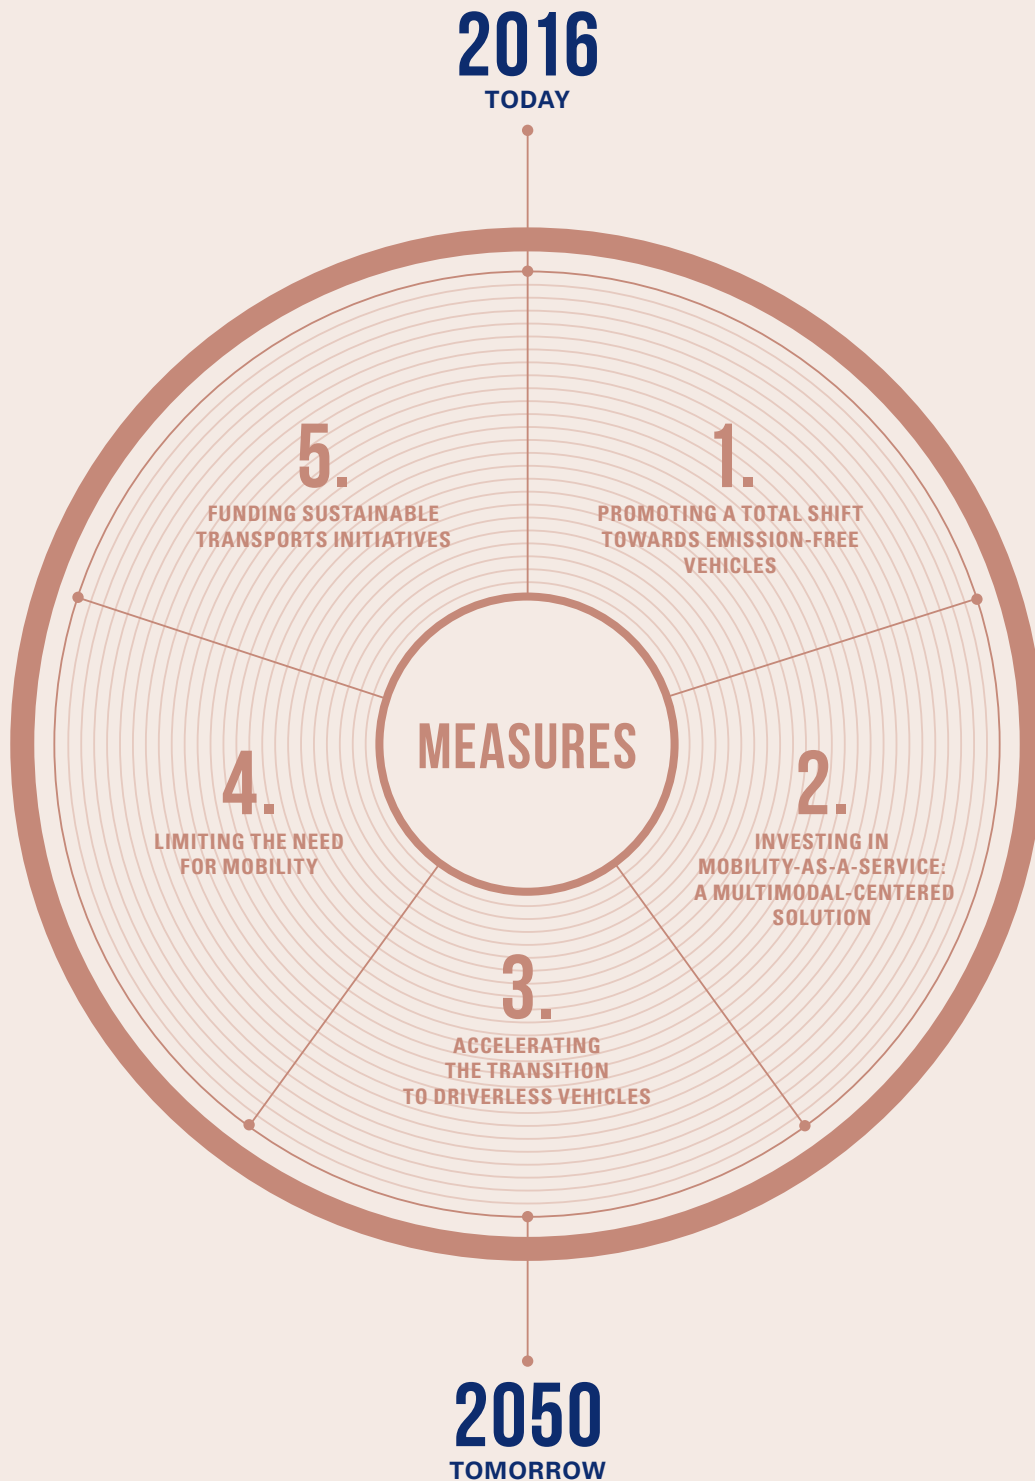 2016
TODAY
1.
PROMOTING A TOTAL SHIFT
TOWARDS EMISSION-FREE
VEHICLES
2.
INVESTING IN
MOBILITY-AS-A-SERVICE:
A MULTIMODAL-CENTERED
SOLUTION
3.
ACCELERATING
THE TRANSITION
TO DRIVERLESS VEHICLES
4.
LIMITING THE NEED
FOR MOBILITY
5.
FUNDING SUSTAINABLE
TRANSPORTS INITIATIVES
MEASURES
2050
TOMORROW